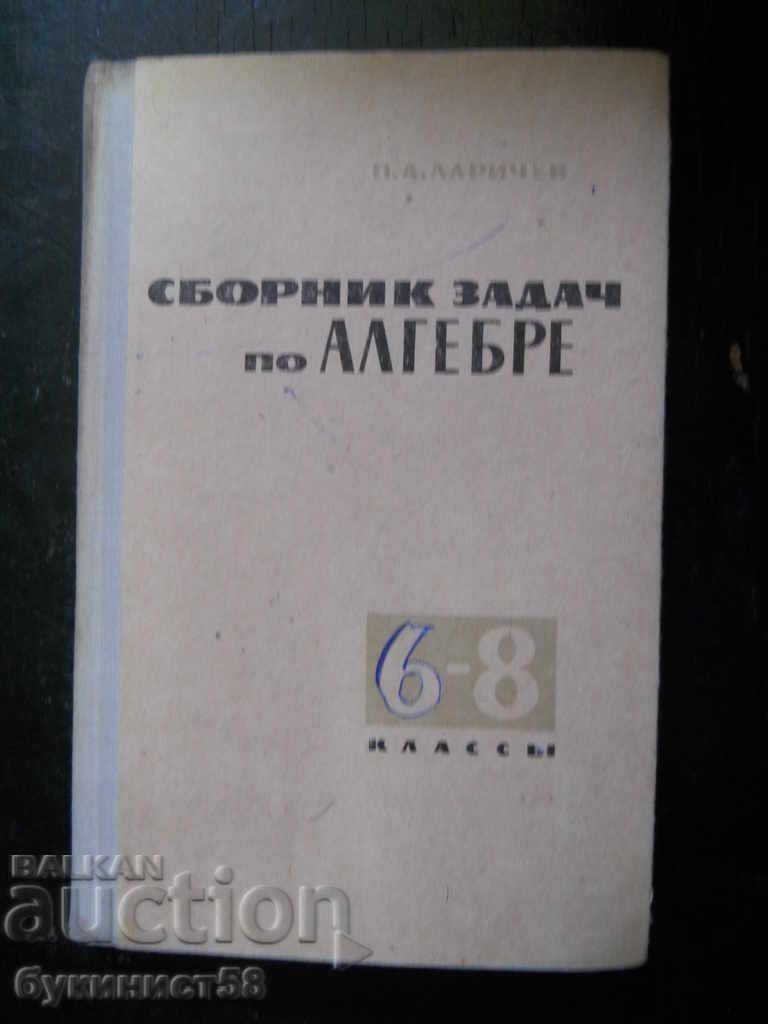 П.А.ЛАРИЧЕВ
СБОРНИК ЗАДАЧ
по АЛГЕБРЕ
6-8
КЛАССЫ
BALKAN
auction
букинист58